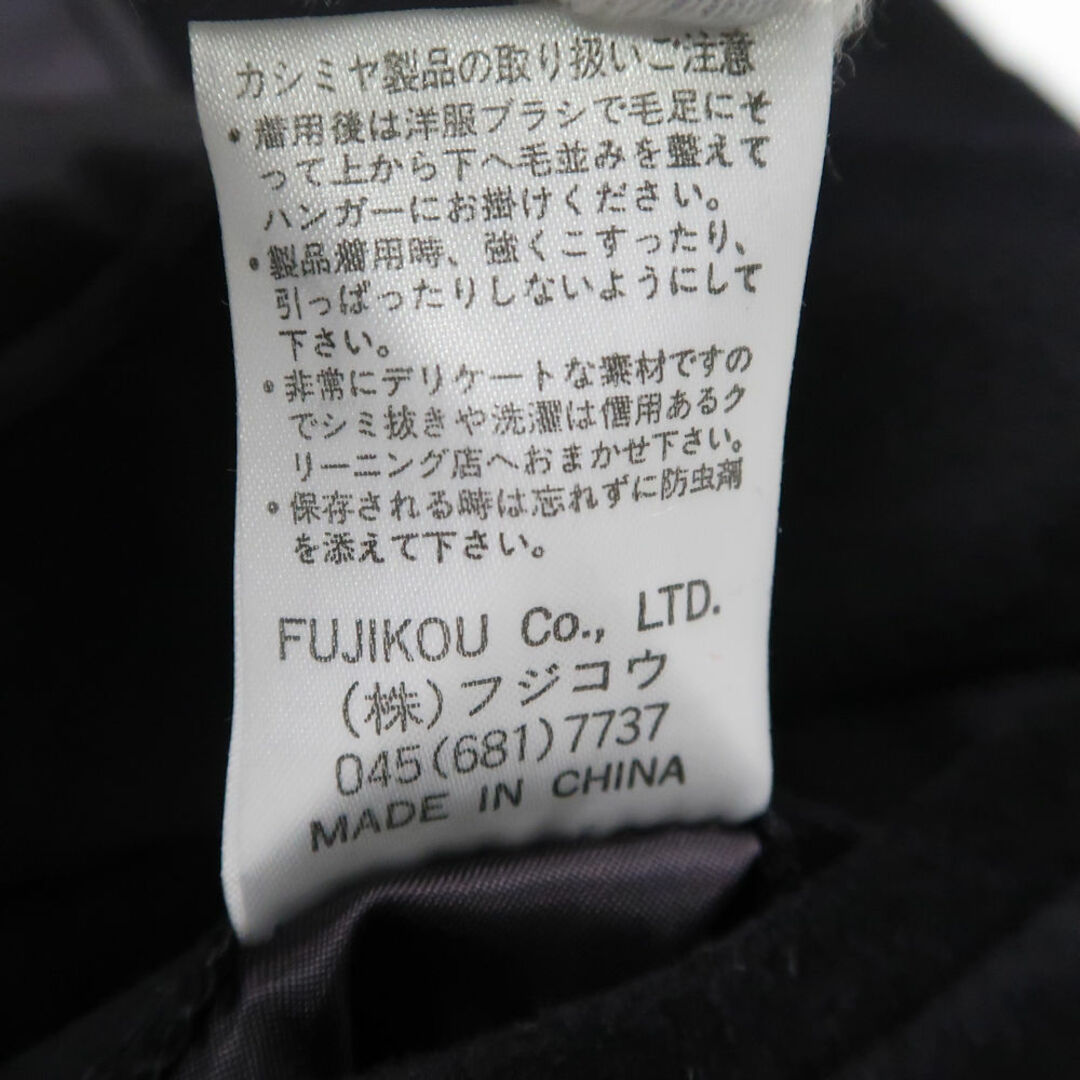 カシミヤ製品の取り扱いご注意
・着用後は洋服ブラシで毛足にそ
って上から下へ毛並みを整えて
ハンガーにお掛けください。
・製品着用時、強くこすったり、
引っぱったりしないようにして
下さい。
・非常にデリケートな素材ですの
でシミ抜きや洗濯は信用あるク
リーニング店へおまかせ下さい。
・保存される時は忘れずに防虫剤
を添えて下さい。
FUJIKOU Co., LTD.
(株)フジコウ
045(681)7737
MADE IN CHINA